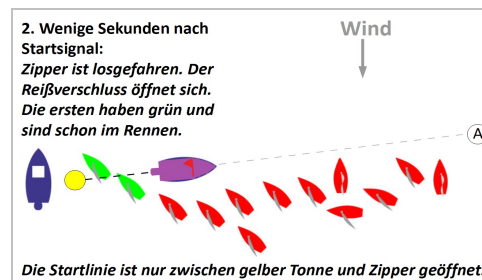 2. Wenige Sekunden nach
Startsignal:
Zipper ist losgefahren. Der
Reißverschluss öffnet sich.
Die ersten haben grün und
sind schon im Rennen.
Wind
A
Die Startlinie ist nur zwischen gelber Tonne und Zipper geöffnet.